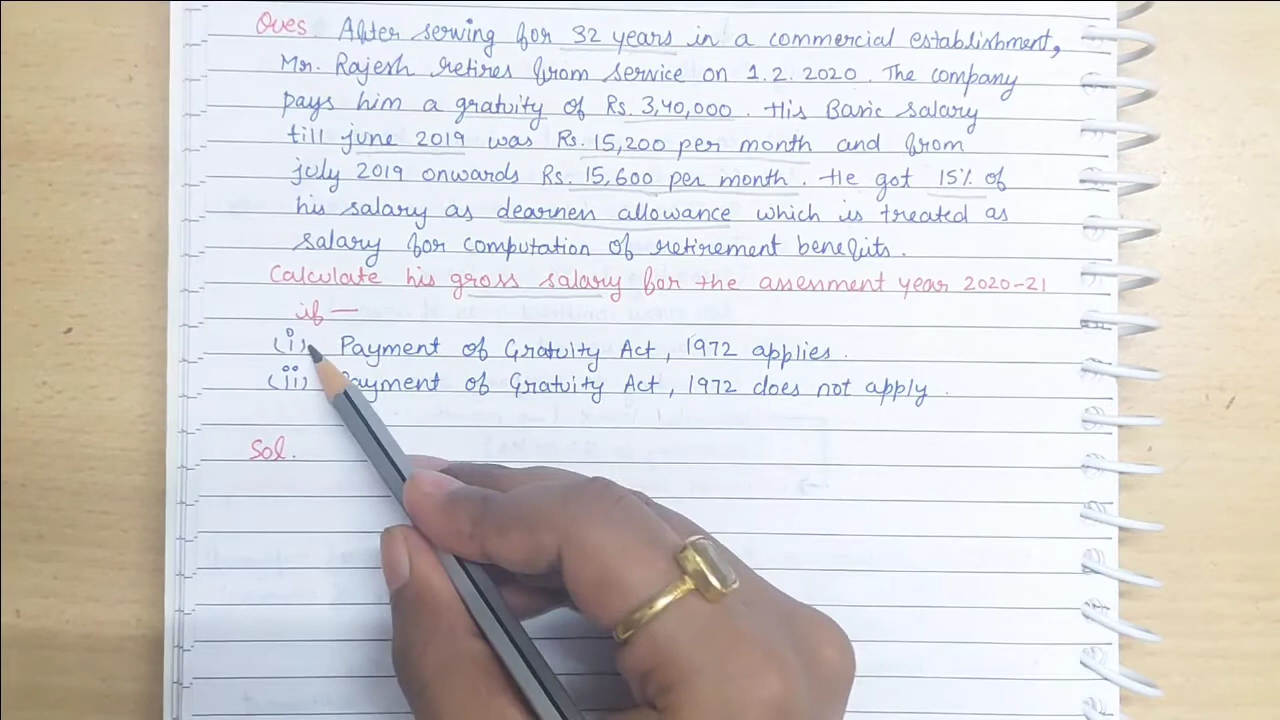 Ques After serving for 32 years in a commercial establishment,
Mr. Rajesh retires from service on 1.2.2020. The company
pays him a gratuity of Rs. 3,40,000. His Basic salary
till june 2019 was Rs. 15,200 per month and from
july 2019 onwards Rs. 15,600 per month. He got 15% of
his salary as dearness allowance which is treated as
salary for computation of retirement benefits.
Calculate his gross salary for the assessment year 2020-21
if —
(i) Payment of Gratuity Act, 1972 applies.
(ii) Payment of Gratuity Act, 1972 does not apply.
Sol.